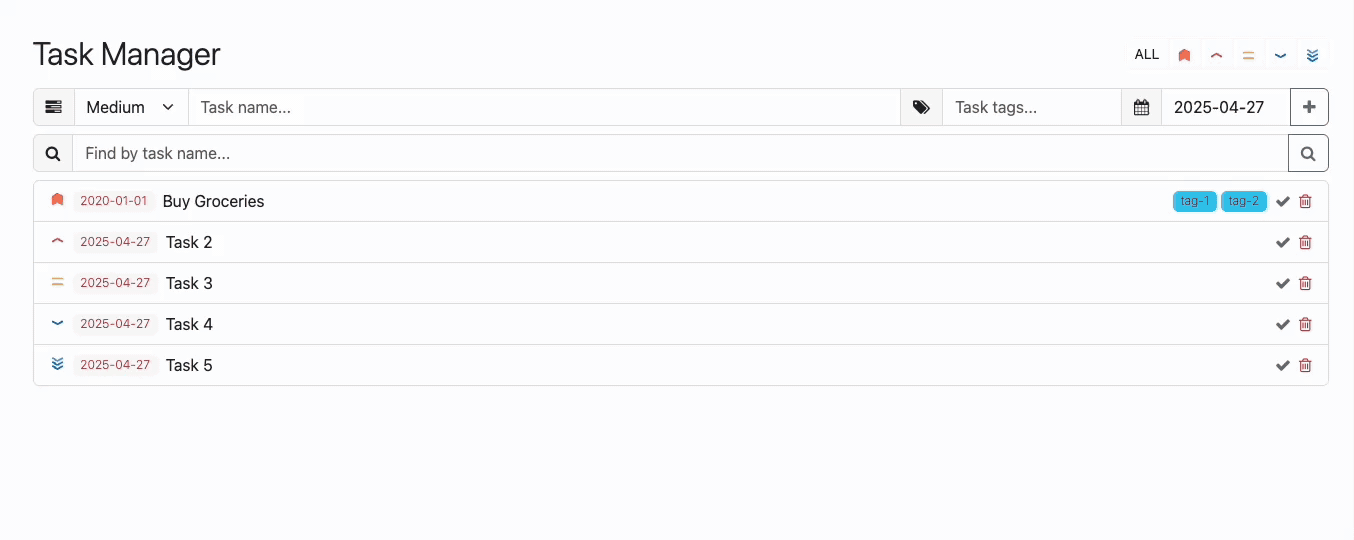 Task Manager ALL
Medium Task name... Task tags... 2025-04-27
Find by task name...
2020-01-01 Buy Groceries tag-1 tag-2
2025-04-27 Task 2
2025-04-27 Task 3
2025-04-27 Task 4
2025-04-27 Task 5